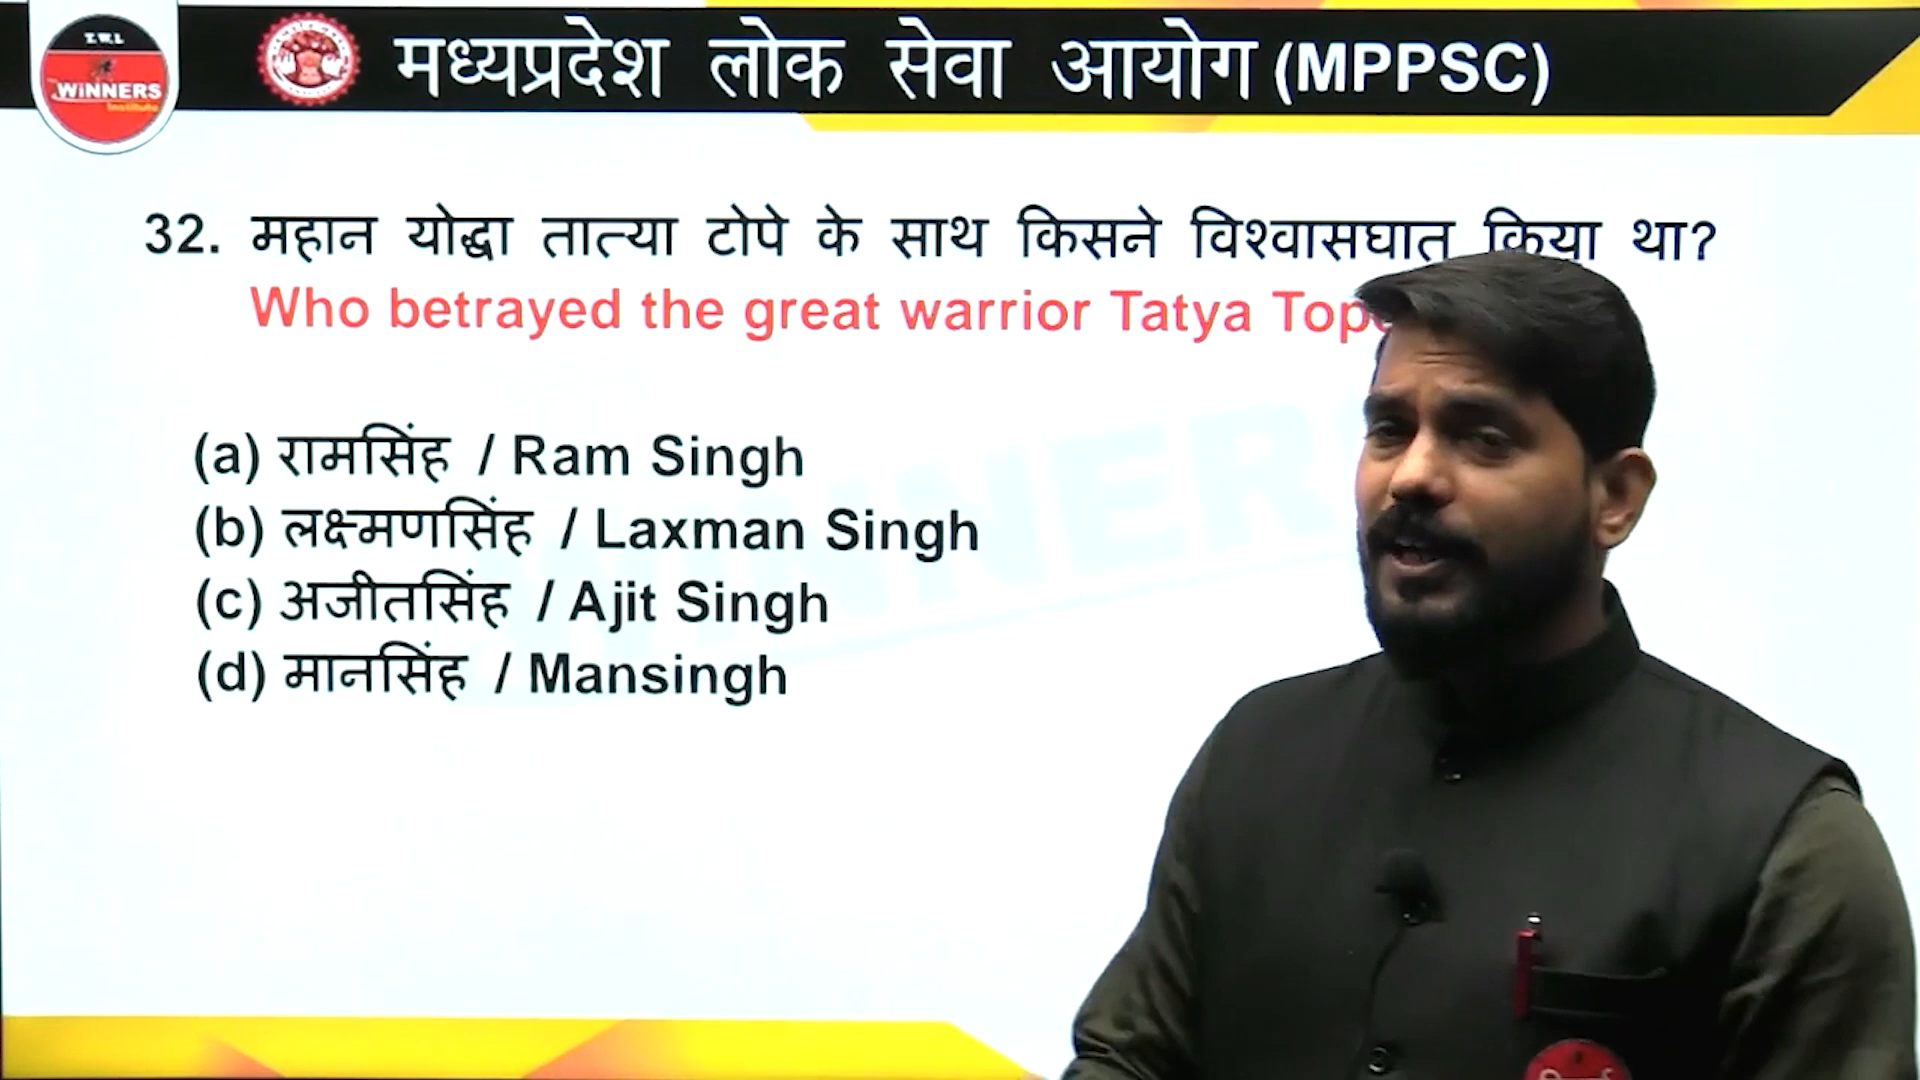 T.W.I.
WiNNERS
Institute
मध्यप्रदेश लोक सेवा आयोग (MPPSC)
32. महान योद्धा तात्या टोपे के साथ किसने विश्वासघात किया था?
Who betrayed the great warrior Tatya
(a) रामसिंह / Ram Singh
(b) लक्ष्मणसिंह / Laxman Singh
(c) अजीतसिंह / Ajit Singh
(d) मानसिंह / Mansingh